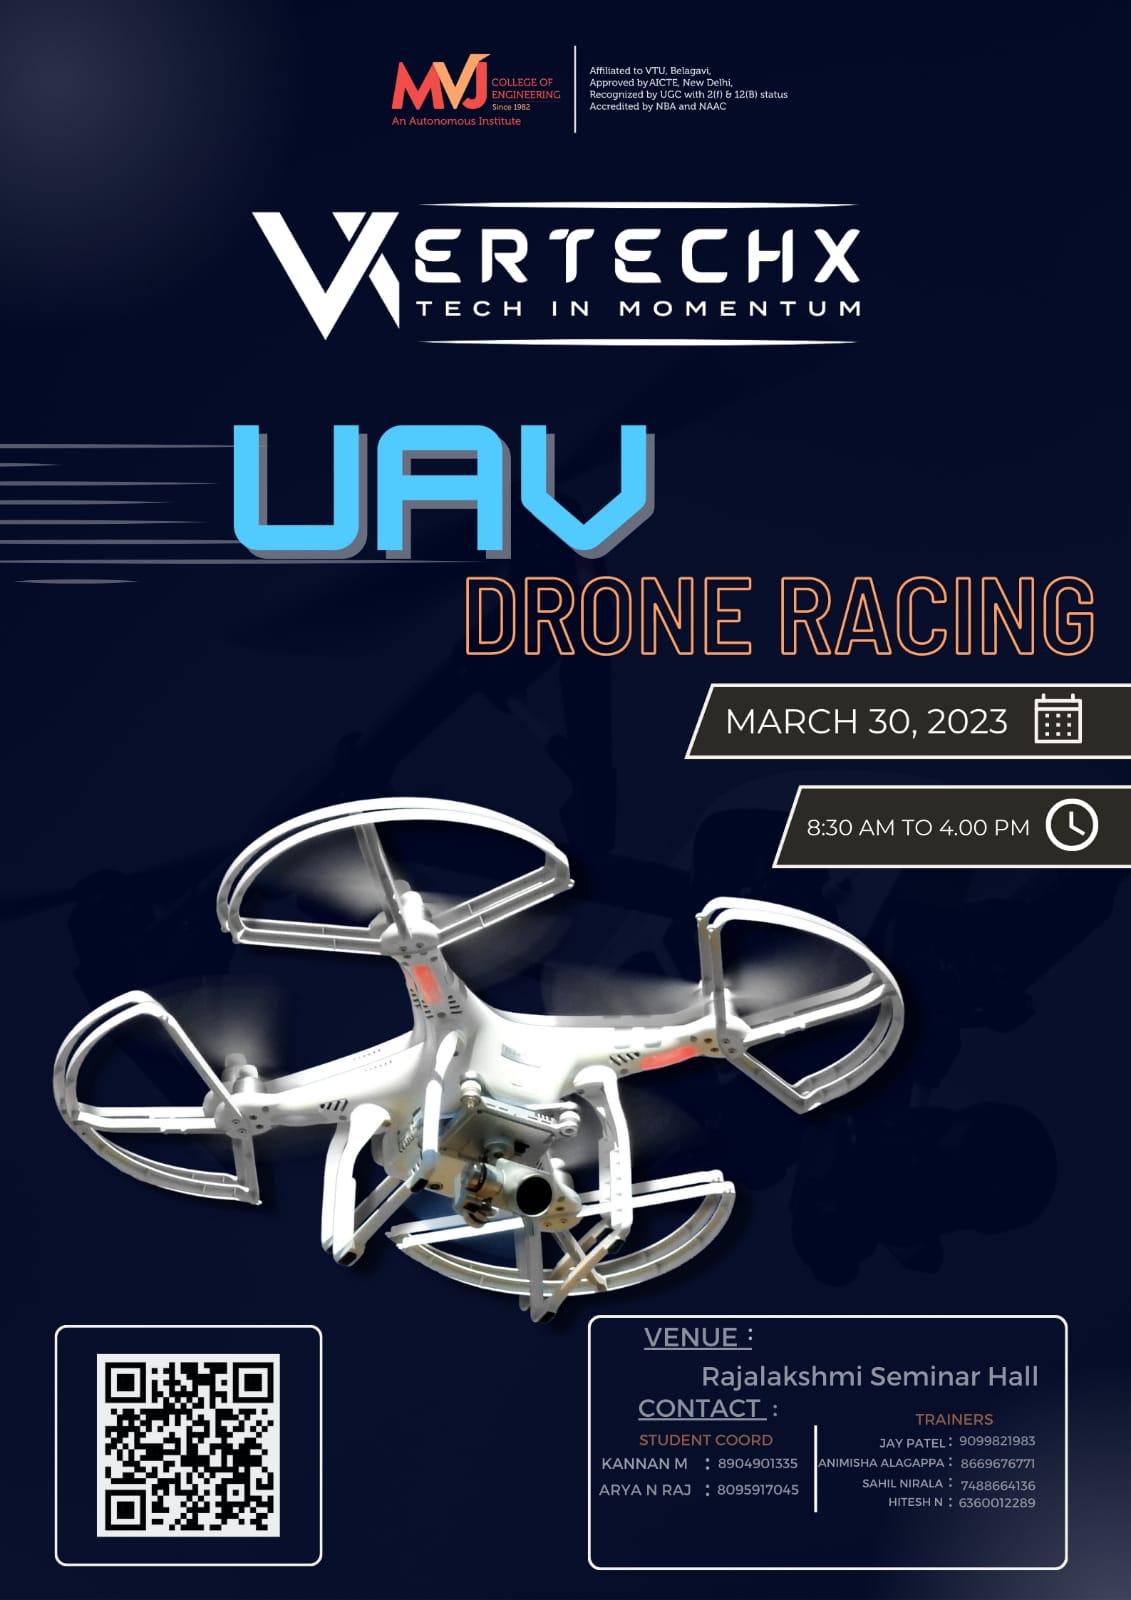 MVJ COLLEGE OF
ENGINEERING
Since 1982
An Autonomous Institute
Affiliated to VTU, Belagavi,
Approved by AICTE, New Delhi,
Recognized by UGC with 2(f) & 12(B) status
Accredited by NBA and NAAC
VERTECHX
TECH IN MOMENTUM
UAV
DRONE RACING
MARCH 30, 2023
8:30 AM TO 4.00 PM
VENUE :
Rajalakshmi Seminar Hall
CONTACT :
STUDENT COORD
KANNAN M : 8904901335
ARYA N RAJ : 8095917045
TRAINERS
JAY PATEL : 9099821983
ANIMISHA ALAGAPPA : 8669676771
SAHIL NIRALA : 7488664136
HITESH N : 6360012289